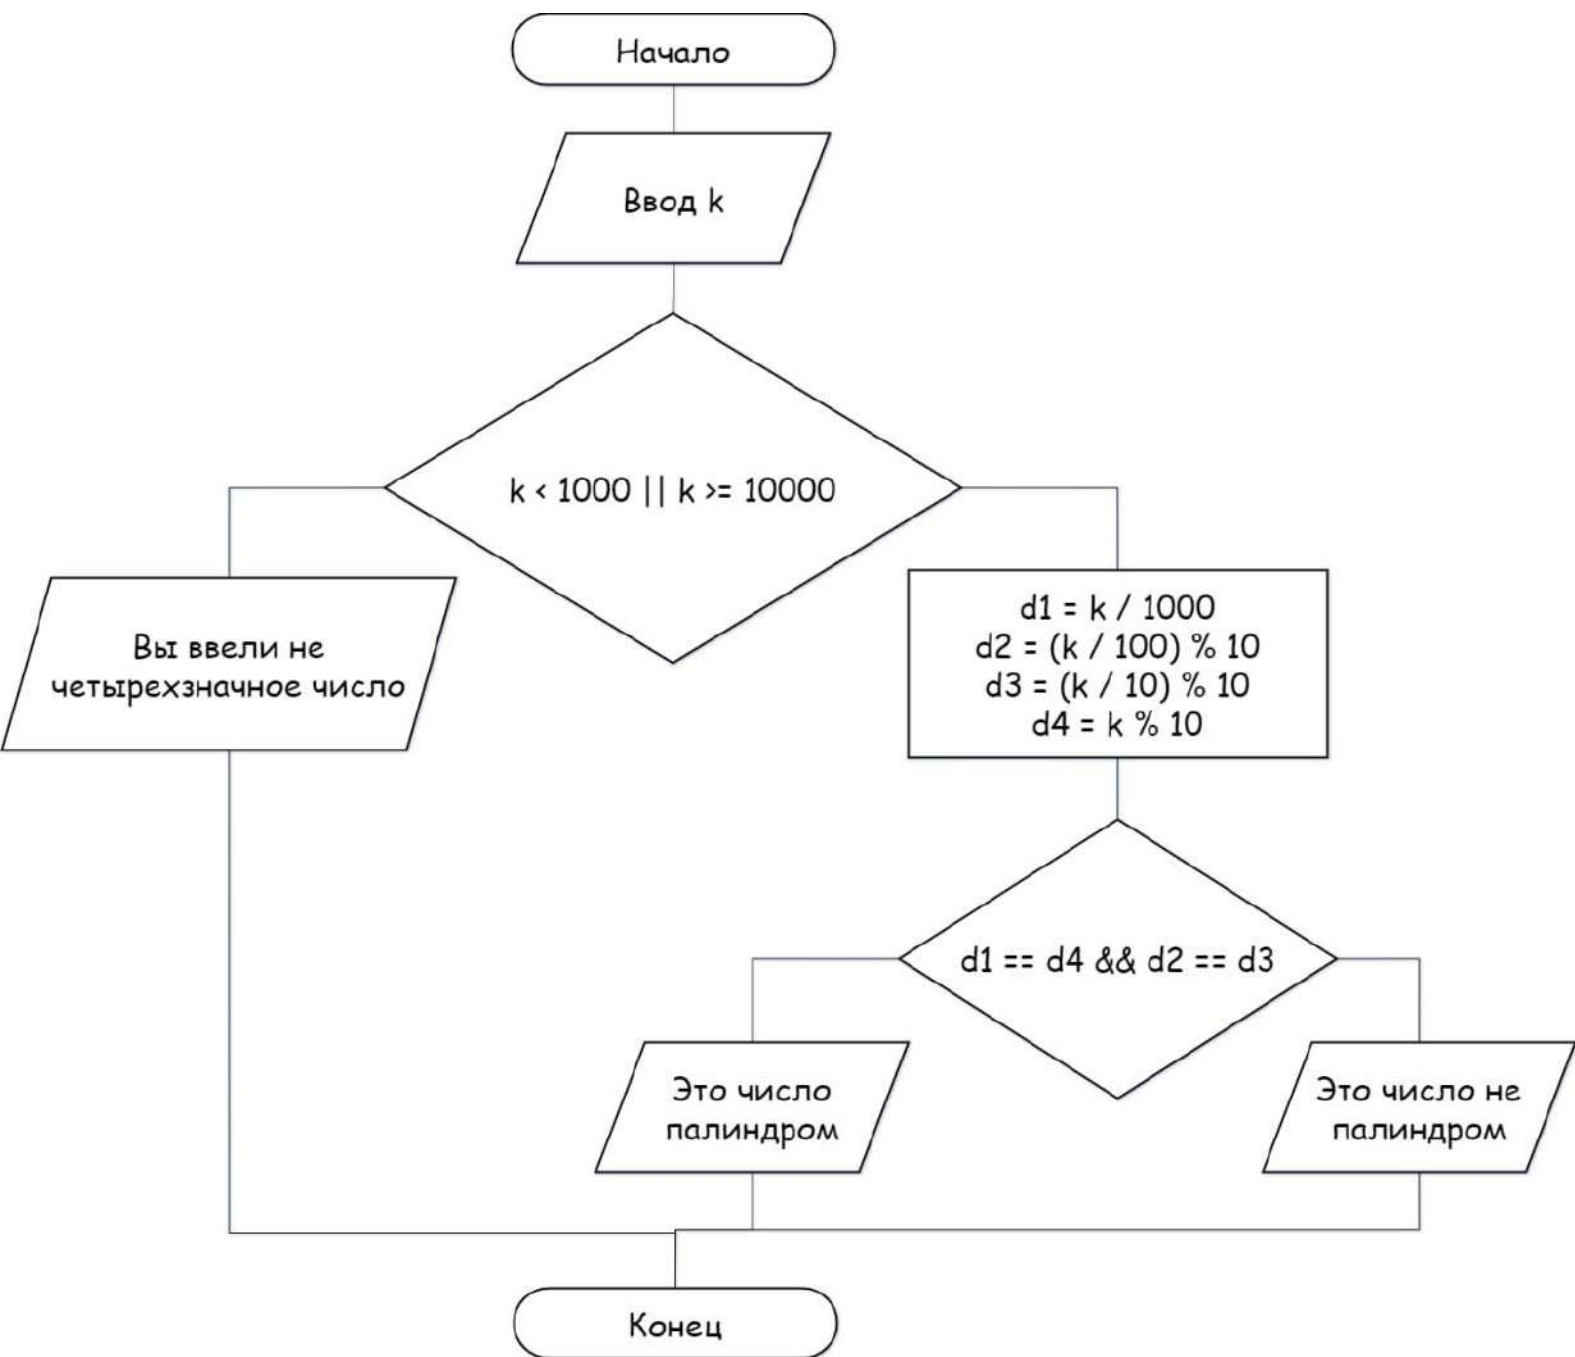 Начало
Ввод k
k < 1000 || k >= 10000
Вы ввели не
четырехзначное число
d1 = k / 1000
d2 = (k / 100) % 10
d3 = (k / 10) % 10
d4 = k % 10
d1 == d4 && d2 == d3
Это число
палиндром
Это число не
палиндром
Конец